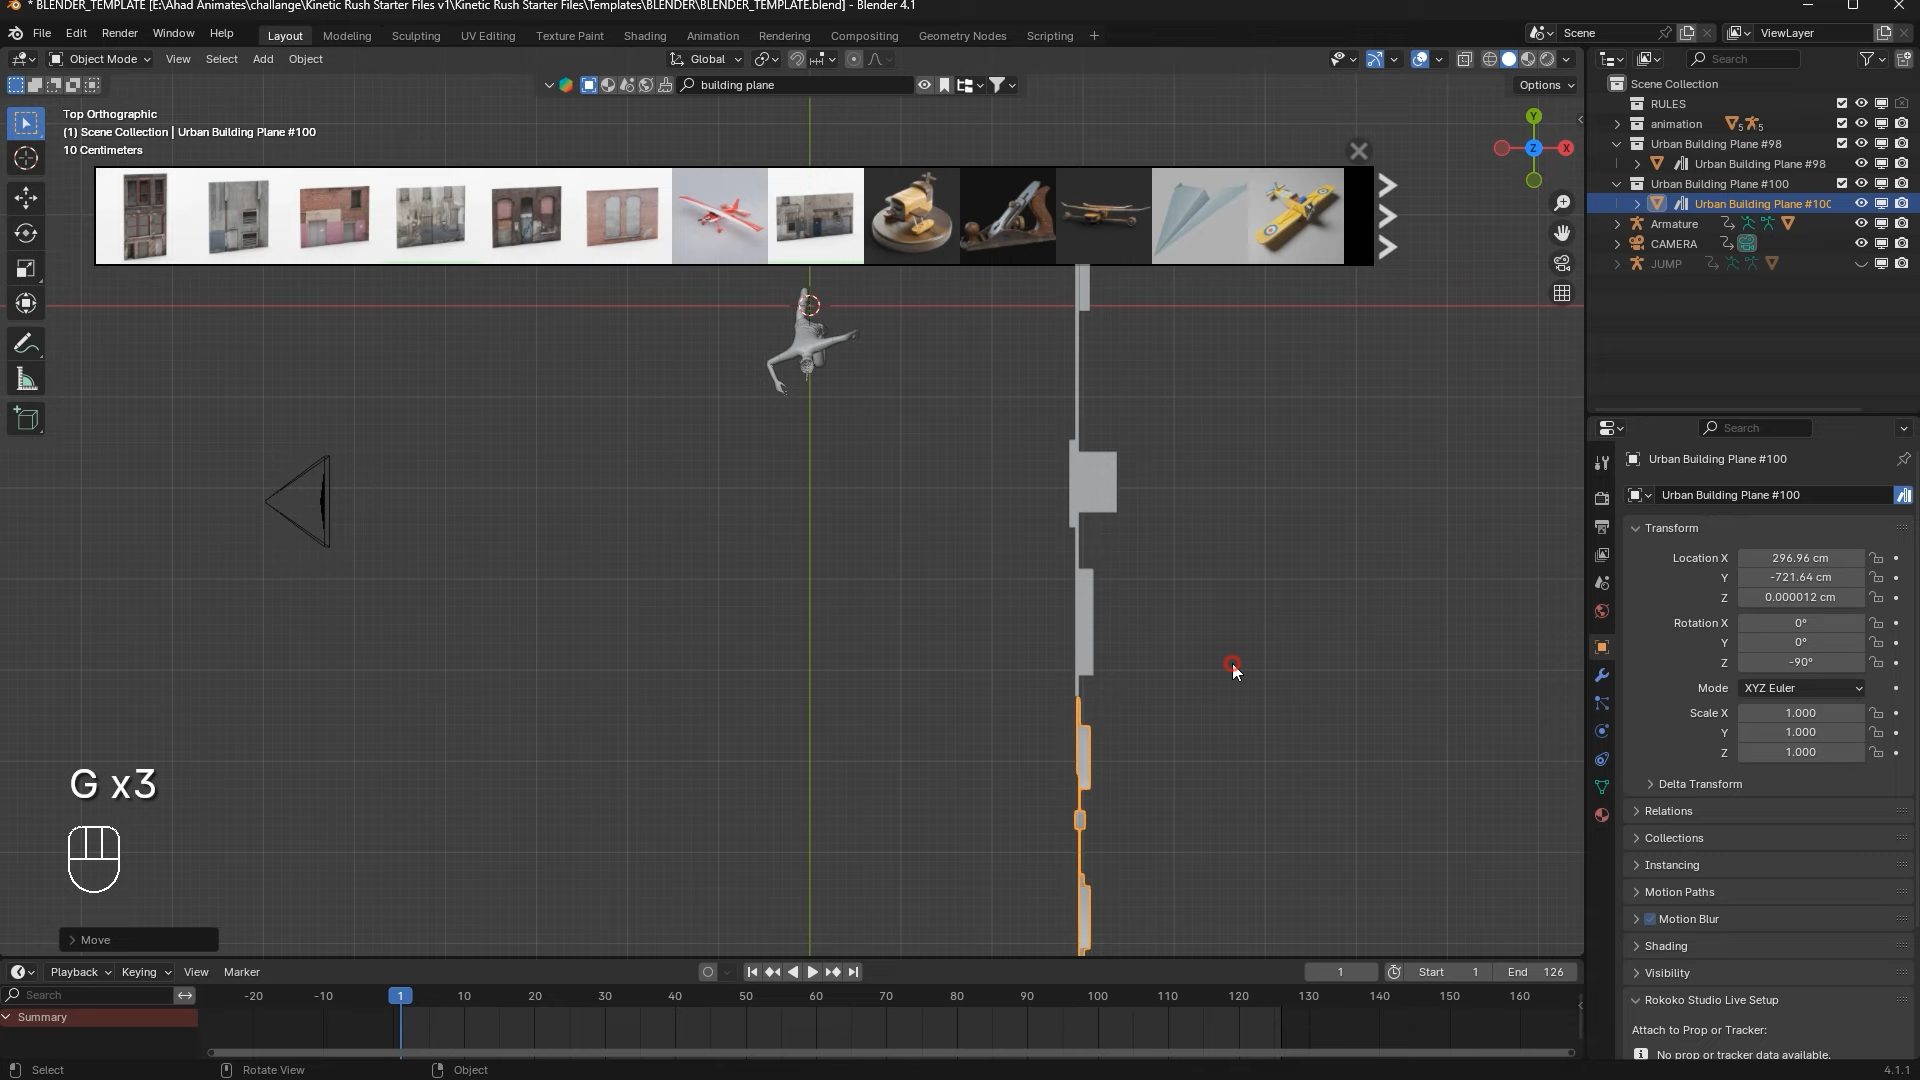 * BLENDER_TEMPLATE [E:\Ahad Animates\challange\Kinetic Rush Starter Files v1\Kinetic Rush Starter Files\Templates\BLENDER\BLENDER_TEMPLATE.blend] - Blender 4.1
File Edit Render Window Help Layout Modeling Sculpting UV Editing Texture Paint Shading Animation Rendering Compositing Geometry Nodes Scripting + Scene ViewLayer
Object Mode View Select Add Object Global Search
building plane Options
Top Orthographic
(1) Scene Collection | Urban Building Plane #100
10 Centimeters
Y
Z X
Scene Collection
RULES
animation 5 5
Urban Building Plane #98
Urban Building Plane #98
Urban Building Plane #100
Urban Building Plane #100
Armature
CAMERA
JUMP
Search
Urban Building Plane #100
Urban Building Plane #100
Transform
Location X 296.96 cm
Y -721.64 cm
Z 0.000012 cm
Rotation X 0°
Y 0°
Z -90°
Mode XYZ Euler
Scale X 1.000
Y 1.000
Z 1.000
Delta Transform
Relations
Collections
Instancing
Motion Paths
Motion Blur
Shading
Visibility
Rokoko Studio Live Setup
Attach to Prop or Tracker:
No prop or tracker data available.
G x3
Move
Playback Keying View Marker 1 Start 1 End 126
Search -20 -10 1 10 20 30 40 50 60 70 80 90 100 110 120 130 140 150 160
Summary
Select Rotate View Object 4.1.1